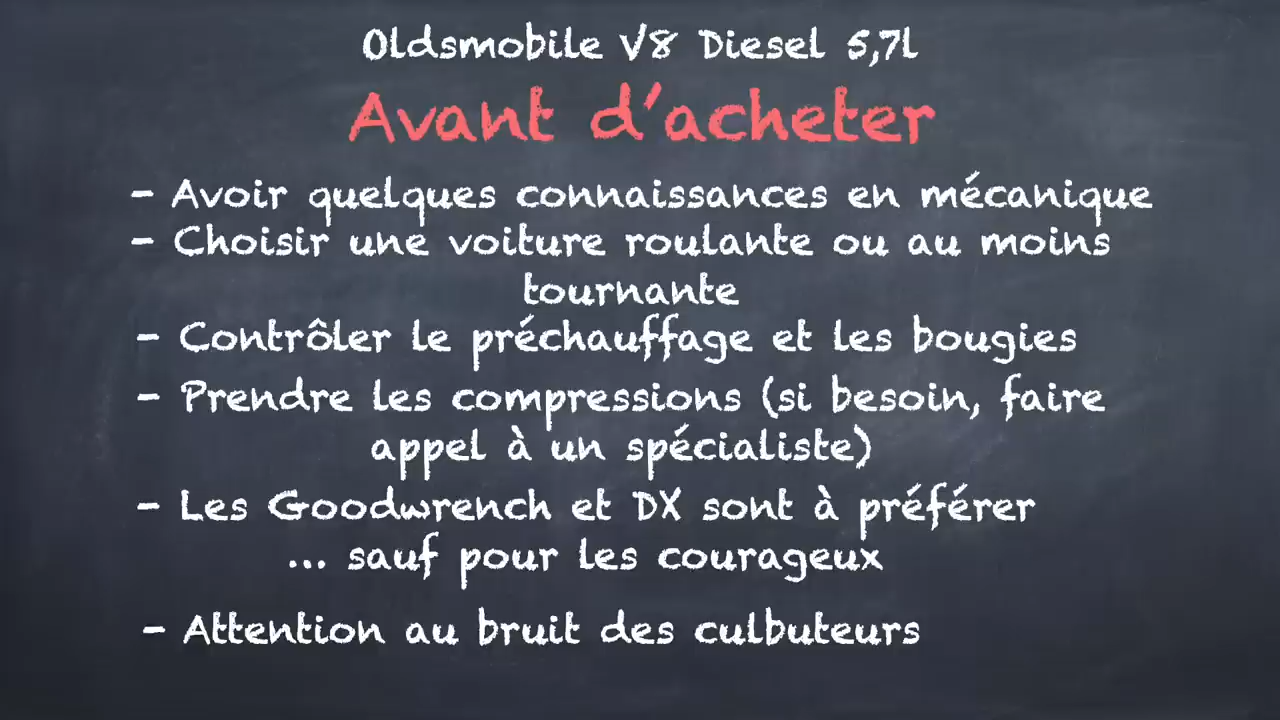 Oldsmobile V8 Diesel 5,7l
Avant d'acheter
- Avoir quelques connaissances en mécanique
- Choisir une voiture roulante ou au moins
tournante
- Contrôler le préchauffage et les bougies
- Prendre les compressions (si besoin, faire
appel à un spécialiste)
- Les Goodwrench et DX sont à préférer
... sauf pour les courageux
- Attention au bruit des culbuteurs